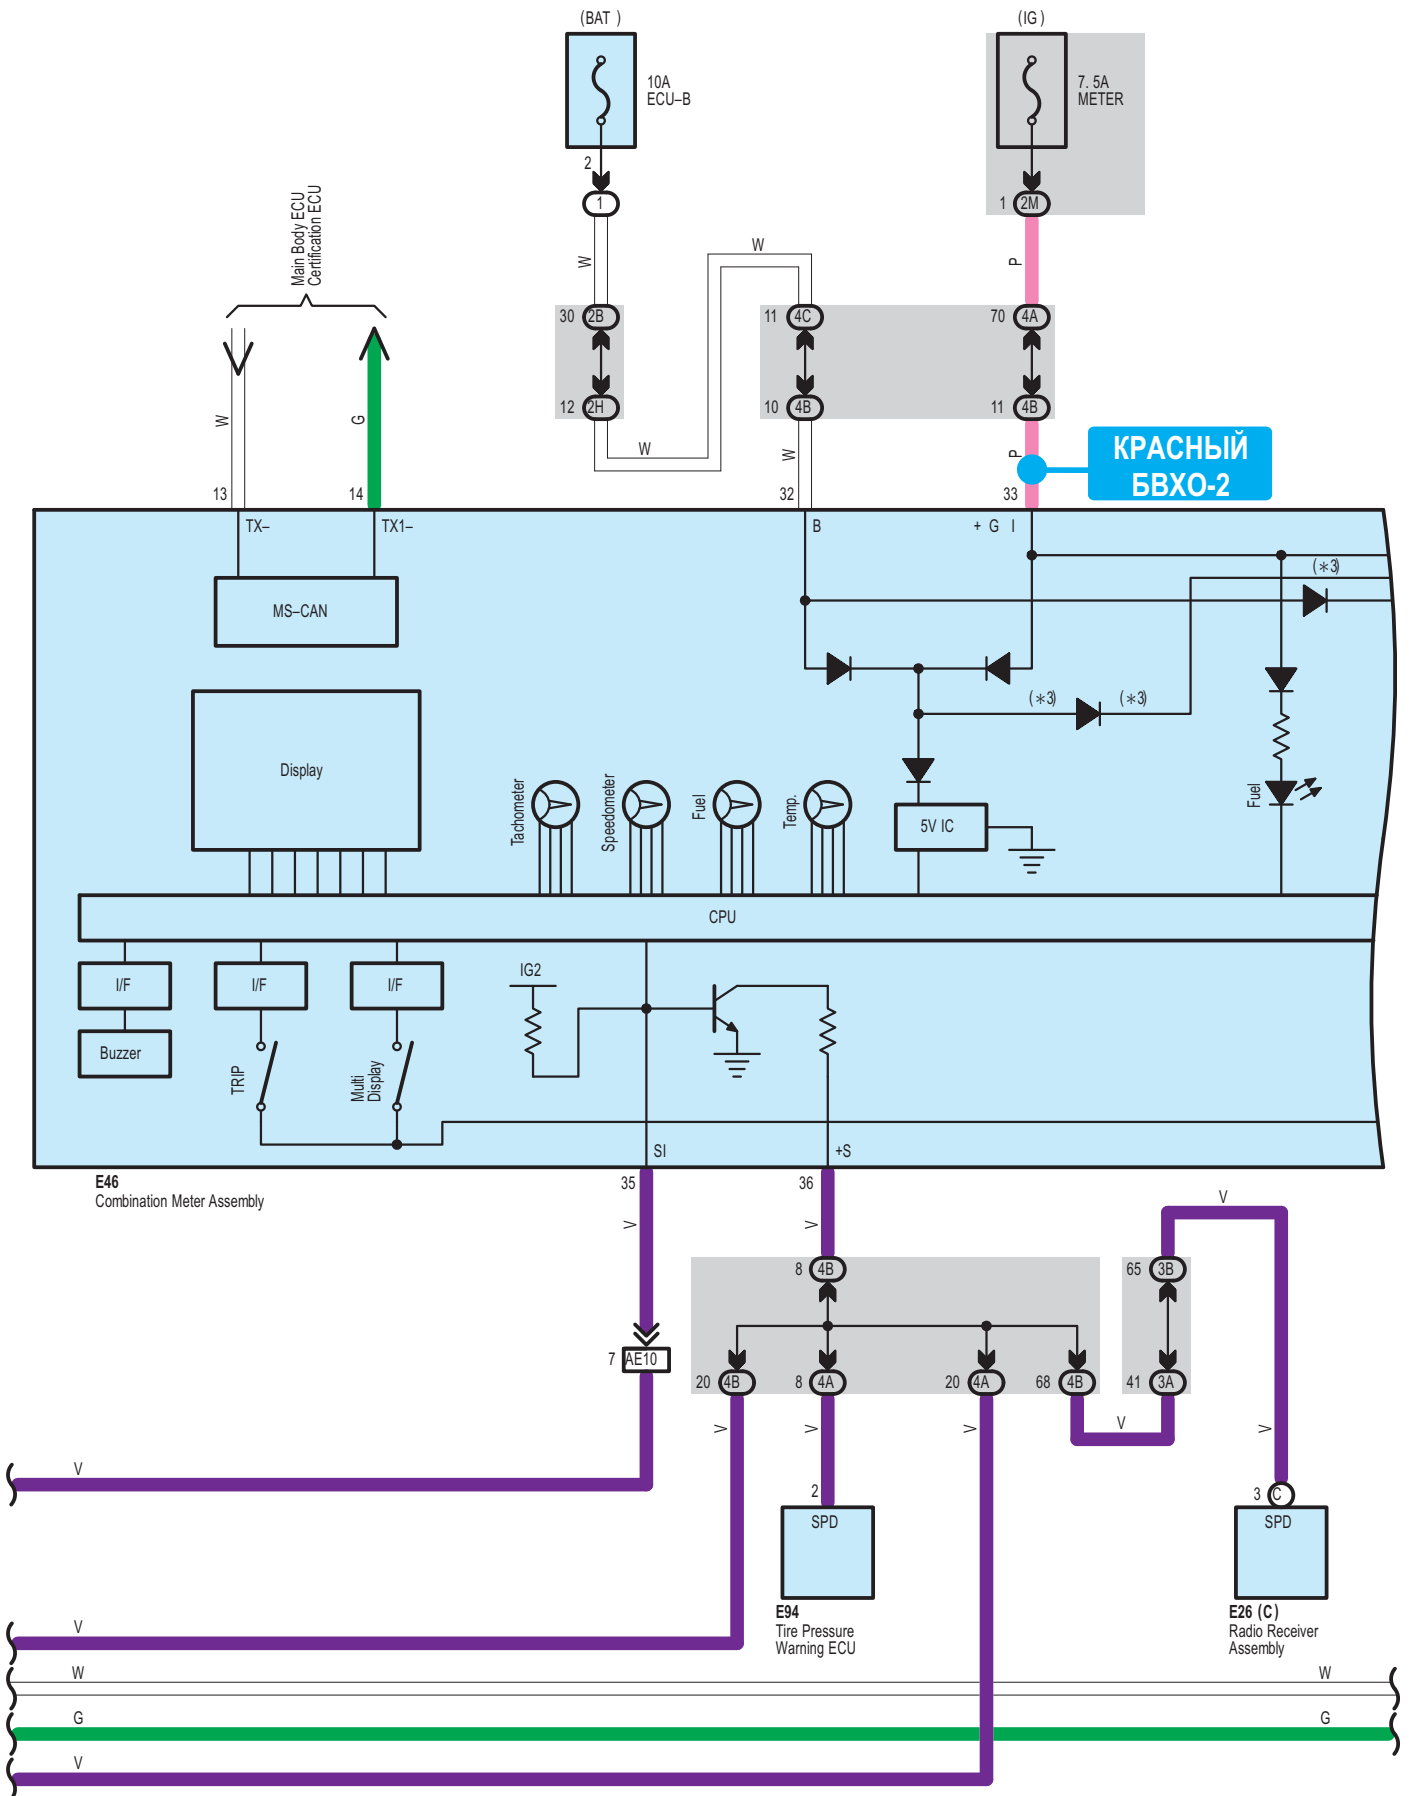 (BAT )
(IG )
10A
ECU–B
7. 5A
METER
2
1
1 2M
Main Body ECU
Certification ECU
W
W
P
30 2B
11 4C
70 4A
12 2H
10 4B
11 4B
W
G
W
W
P
КРАСНЫЙ
БВХО-2
13
14
32
33
TX–
TX1–
B
+ G I
(∗3)
MS–CAN
(∗3)
(∗3)
Display
Tachometer
Speedometer
Fuel
Temp.
5V IC
Fuel
CPU
I/F
I/F
I/F
IG2
Buzzer
TRIP
Multi
Display
SI
+S
E46
Combination Meter Assembly
35
36
V
V
V
8 4B
65 3B
7 AE10
20 4B
8 4A
20 4A
68 4B
41 3A
V
V
V
V
V
V
2
3 C
SPD
SPD
E94
Tire Pressure
Warning ECU
E26 (C)
Radio Receiver
Assembly
V
W
W
G
G
V